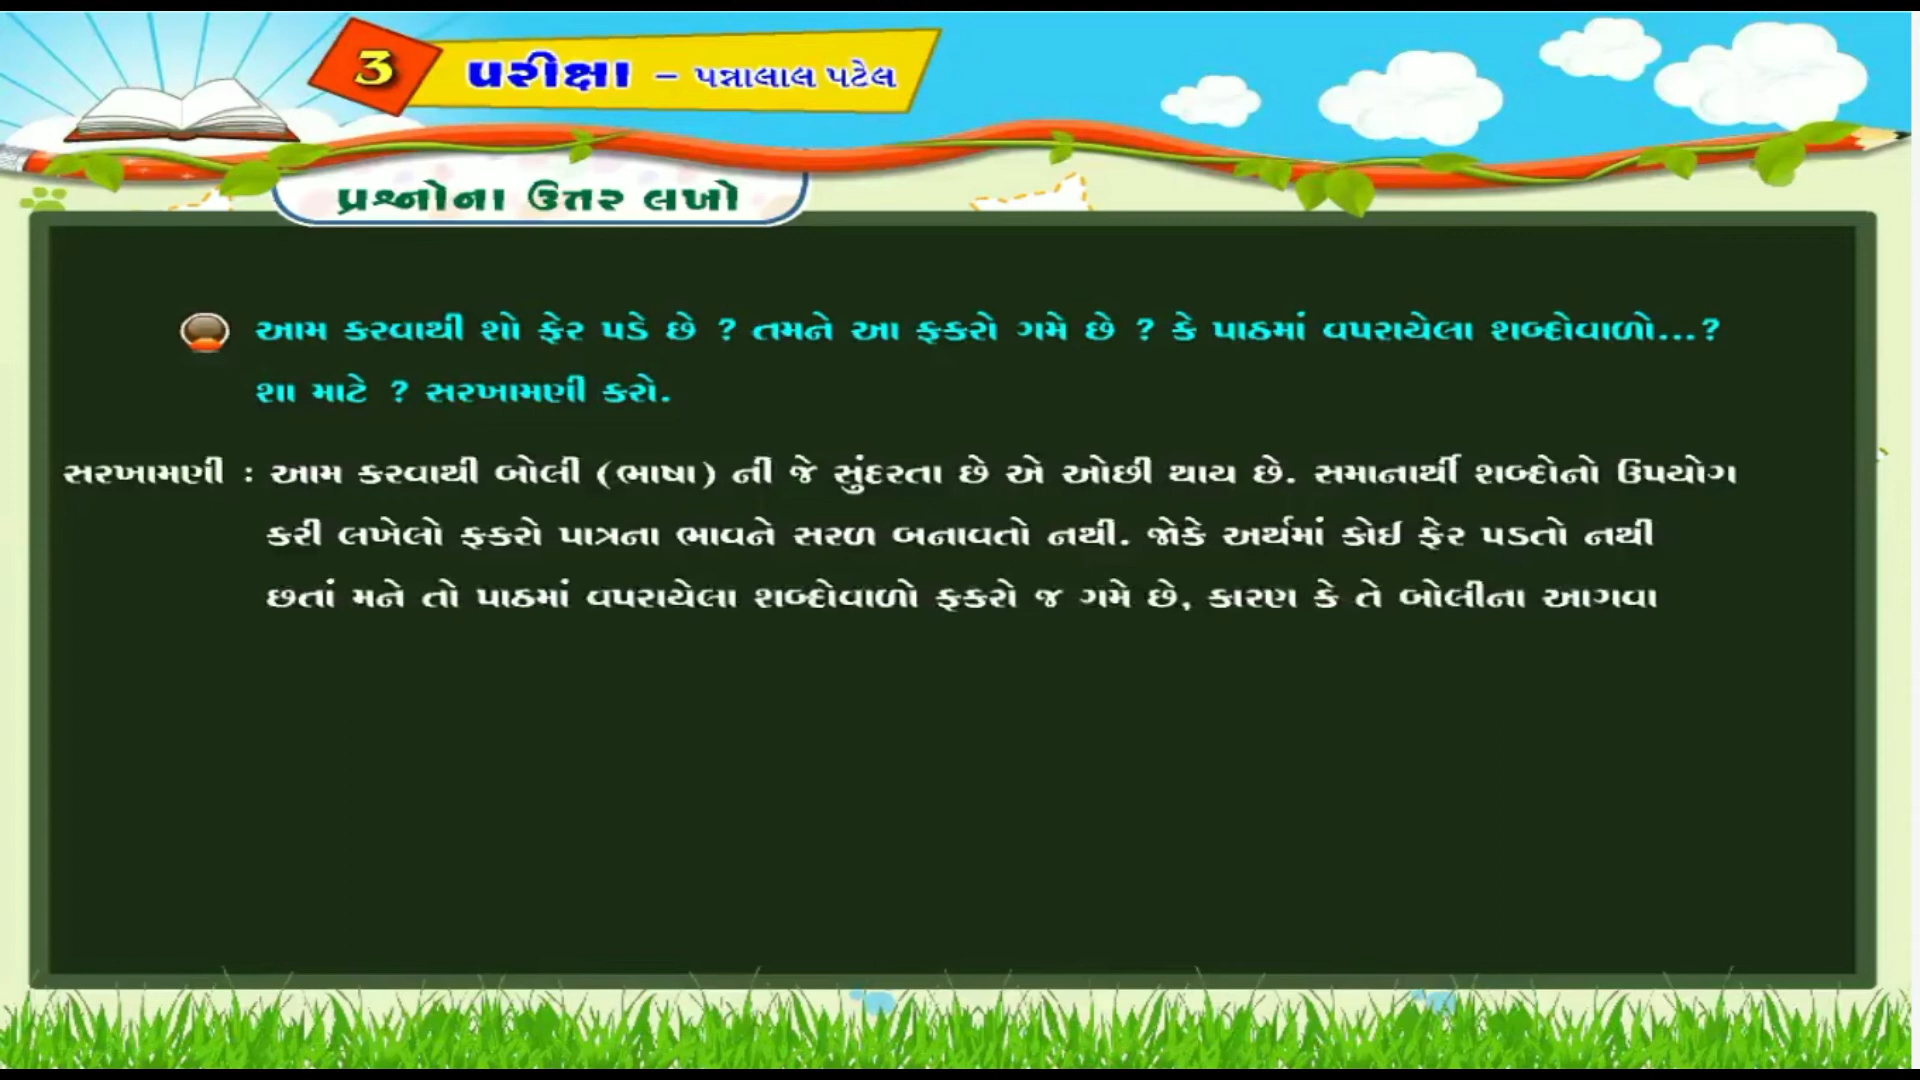 3 પરીક્ષા – પન્નાલાલ પટેલ
પ્રશ્નોના ઉત્તર લખો
આમ કરવાથી શો ફેર પડે છે ? તમને આ ફકરો ગમે છે ? કે પાઠમાં વપરાયેલા શબ્દોવાળો...?
શા માટે ? સરખામણી કરો.
સરખામણી : આમ કરવાથી બોલી (ભાષા) ની જે સુંદરતા છે એ ઓછી થાય છે. સમાનાર્થી શબ્દોનો ઉપયોગ
કરી લખેલો ફકરો પાત્રના ભાવને સરળ બનાવતો નથી. જોકે અર્થમાં કોઈ ફેર પડતો નથી
છતાં મને તો પાઠમાં વપરાયેલા શબ્દોવાળો ફકરો જ ગમે છે, કારણ કે તે બોલીના આગવા